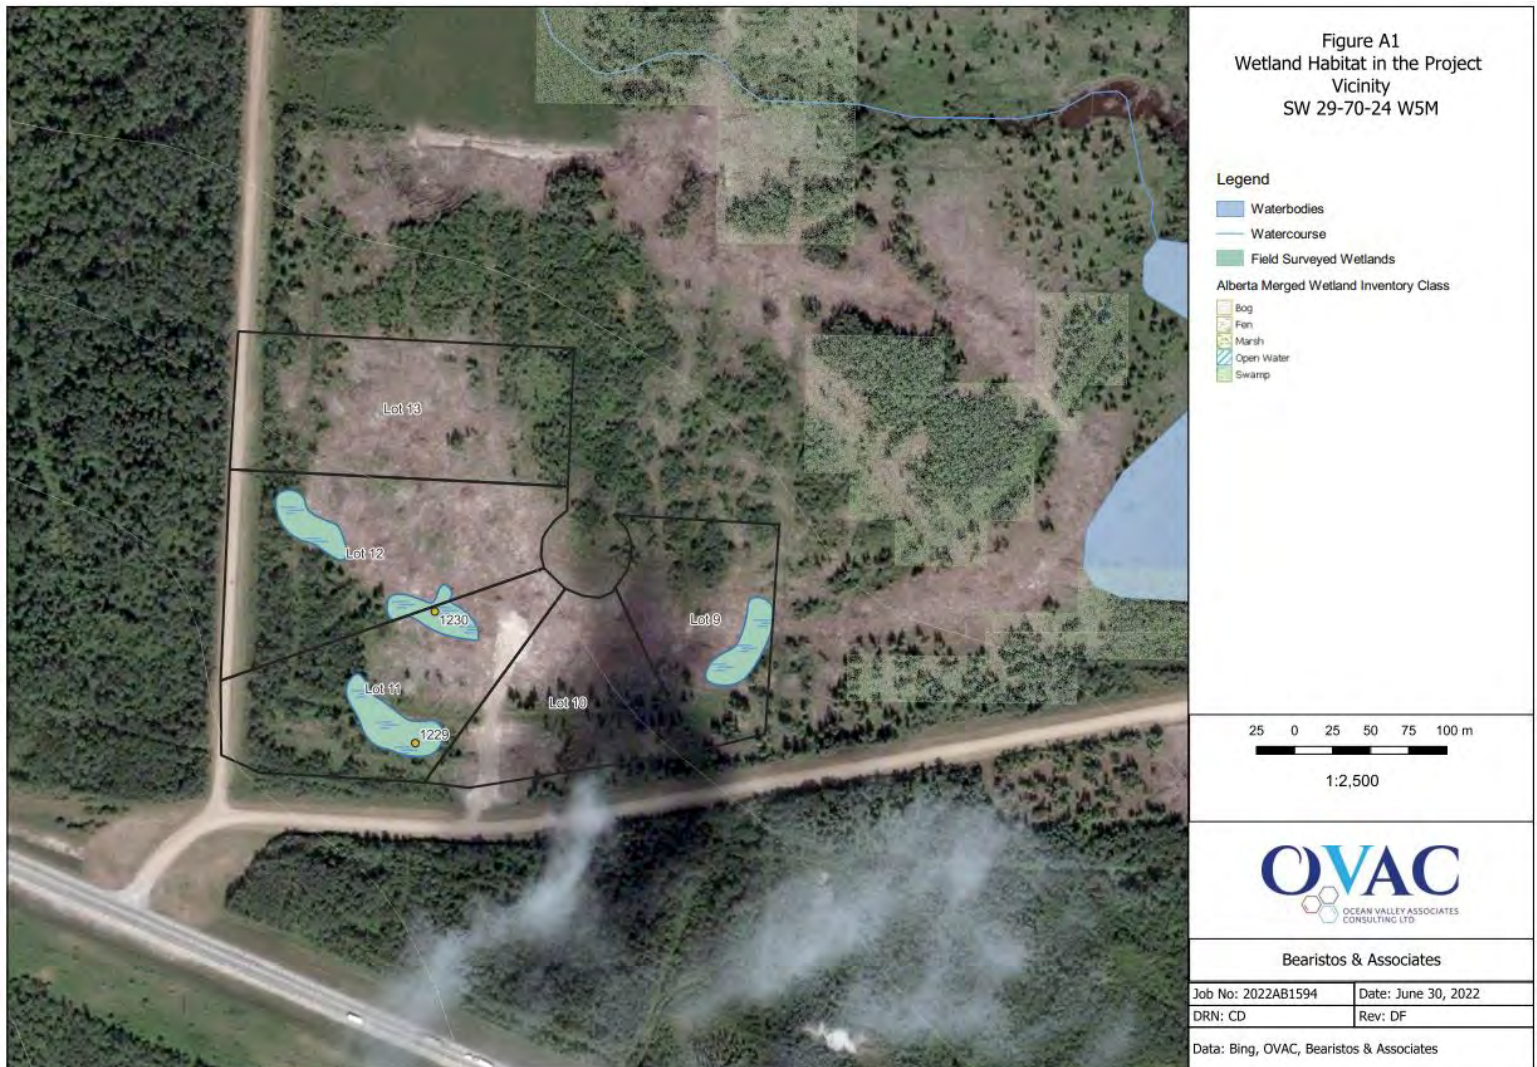 Figure A1
Wetland Habitat in the Project
Vicinity
SW 29-70-24 W5M
Legend
Waterbodies
Watercourse
Field Surveyed Wetlands
Alberta Merged Wetland Inventory Class
Bog
Fen
Marsh
Open Water
Swamp
Lot 13
Lot 12
1230
Lot 9
Lot 11
Lot 10
1229
25 0 25 50 75 100 m
1:2,500
OVAC
OCEAN VALLEY ASSOCIATES
CONSULTING LTD
Bearistos & Associates
Job No: 2022AB1594
Date: June 30, 2022
DRN: CD
Rev: DF
Data: Bing, OVAC, Bearistos & Associates